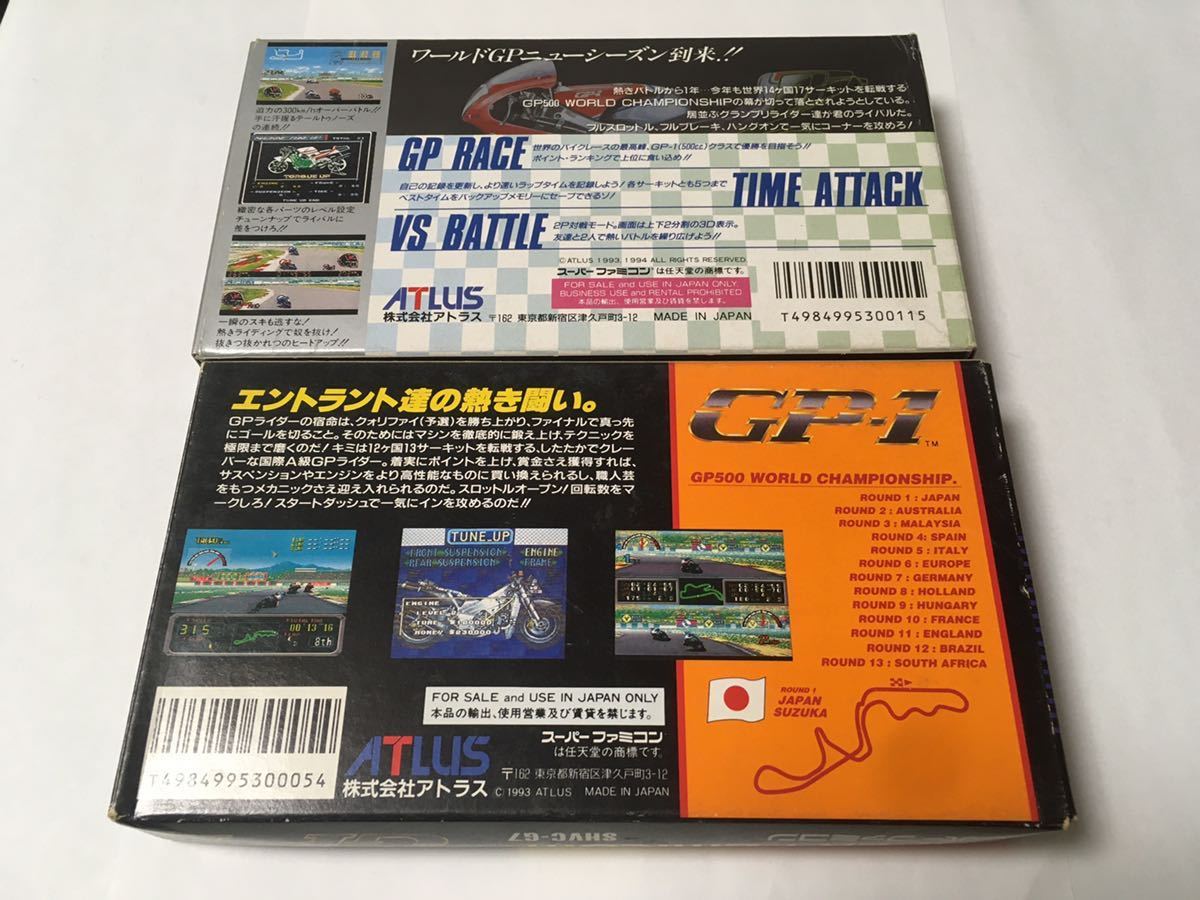 ワールドGPニューシーズン到来.!!
熱きバトルから1年…今年も世界14ヶ国17サーキットを転戦する
GP500 WORLD CHAMPIONSHIPの幕が切って落とされようとしている。
居並ぶグランプリライダー達が君のライバルだ。
フルスロットル、フルブレーキ、ハングオンで一気にコーナーを攻めろ!
迫力の300km/hオーバーバトル!!
手に汗握るテールトゥノーズ
の連続!!
TORQUE UP
緻密な各パーツのレベル設定
チューンナップでライバルに
差をつけろ!!
一瞬のスキも逃すな!
熱きライディングで奴を抜け!
抜きつ抜かれつのヒートアップ!!
GP RACE
世界のバイクレースの最高峰、GP-1(500cc)クラスで優勝を目指そう!!
ポイント・ランキングで上位に食い込め!!
自己の記録を更新し、より速いラップタイムを記録しよう!各サーキットとも5つまで
ベストタイムをバックアップメモリーにセーブできるゾ!
TIME ATTACK
VS BATTLE
2P対戦モード。画面は上下2分割の3D表示。
友達と2人で熱いバトルを繰り広げよう!!
©ATLUS 1993, 1994 ALL RIGHTS RESERVED.
スーパーファミコンは任天堂の商標です。
FOR SALE and USE IN JAPAN ONLY
BUSINESS USE and RENTAL PROHIBITED
本品の輸出、使用営業及び賃貸を禁じます。
ATLUS
株式会社アトラス 〒162 東京都新宿区津久戸町3-12 MADE IN JAPAN
T4984995300115
エントラント達の熱き闘い。
GPライダーの宿命は、クォリファイ(予選)を勝ち上がり、ファイナルで真っ先
にゴールを切ること。そのためにはマシンを徹底的に鍛え上げ、テクニックを
極限まで磨くのだ!キミは12ヶ国13サーキットを転戦する、したたかでクレー
バーな国際A級GPライダー。着実にポイントを上げ、賞金さえ獲得すれば、
サスペンションやエンジンをより高性能なものに買い換えられるし、職人芸
をもつメカニックさえ迎え入れられるのだ。スロットルオープン!回転数をマ
ークしろ!スタートダッシュで一気にインを攻めるのだ!!
315
00 13 16
8th
TUNE_UP
FRONT SUSPENSION ENGINE
REAR SUSPENSION FRAME
ENGINE
LEVEL
TUNE $100000
MONEY $230000
GP-1
TM
GP500 WORLD CHAMPIONSHIP.
ROUND 1 : JAPAN
ROUND 2 : AUSTRALIA
ROUND 3 : MALAYSIA
ROUND 4 : SPAIN
ROUND 5 : ITALY
ROUND 6 : EUROPE
ROUND 7 : GERMANY
ROUND 8 : HOLLAND
ROUND 9 : HUNGARY
ROUND 10 : FRANCE
ROUND 11 : ENGLAND
ROUND 12 : BRAZIL
ROUND 13 : SOUTH AFRICA
ROUND 1
JAPAN
SUZUKA
FOR SALE and USE IN JAPAN ONLY
本品の輸出、使用営業及び賃貸を禁じます。
スーパーファミコン
は任天堂の商標です。
ATLUS
株式会社アトラス
〒162 東京都新宿区津久戸町3-12
© 1993 ATLUS MADE IN JAPAN
T4984995300054
SHVC-G7